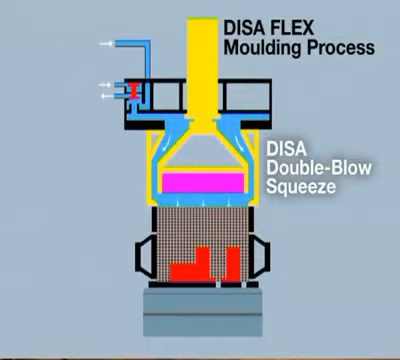 DISA FLEX
Moulding Process
DISA
Double-Blow
Squeeze